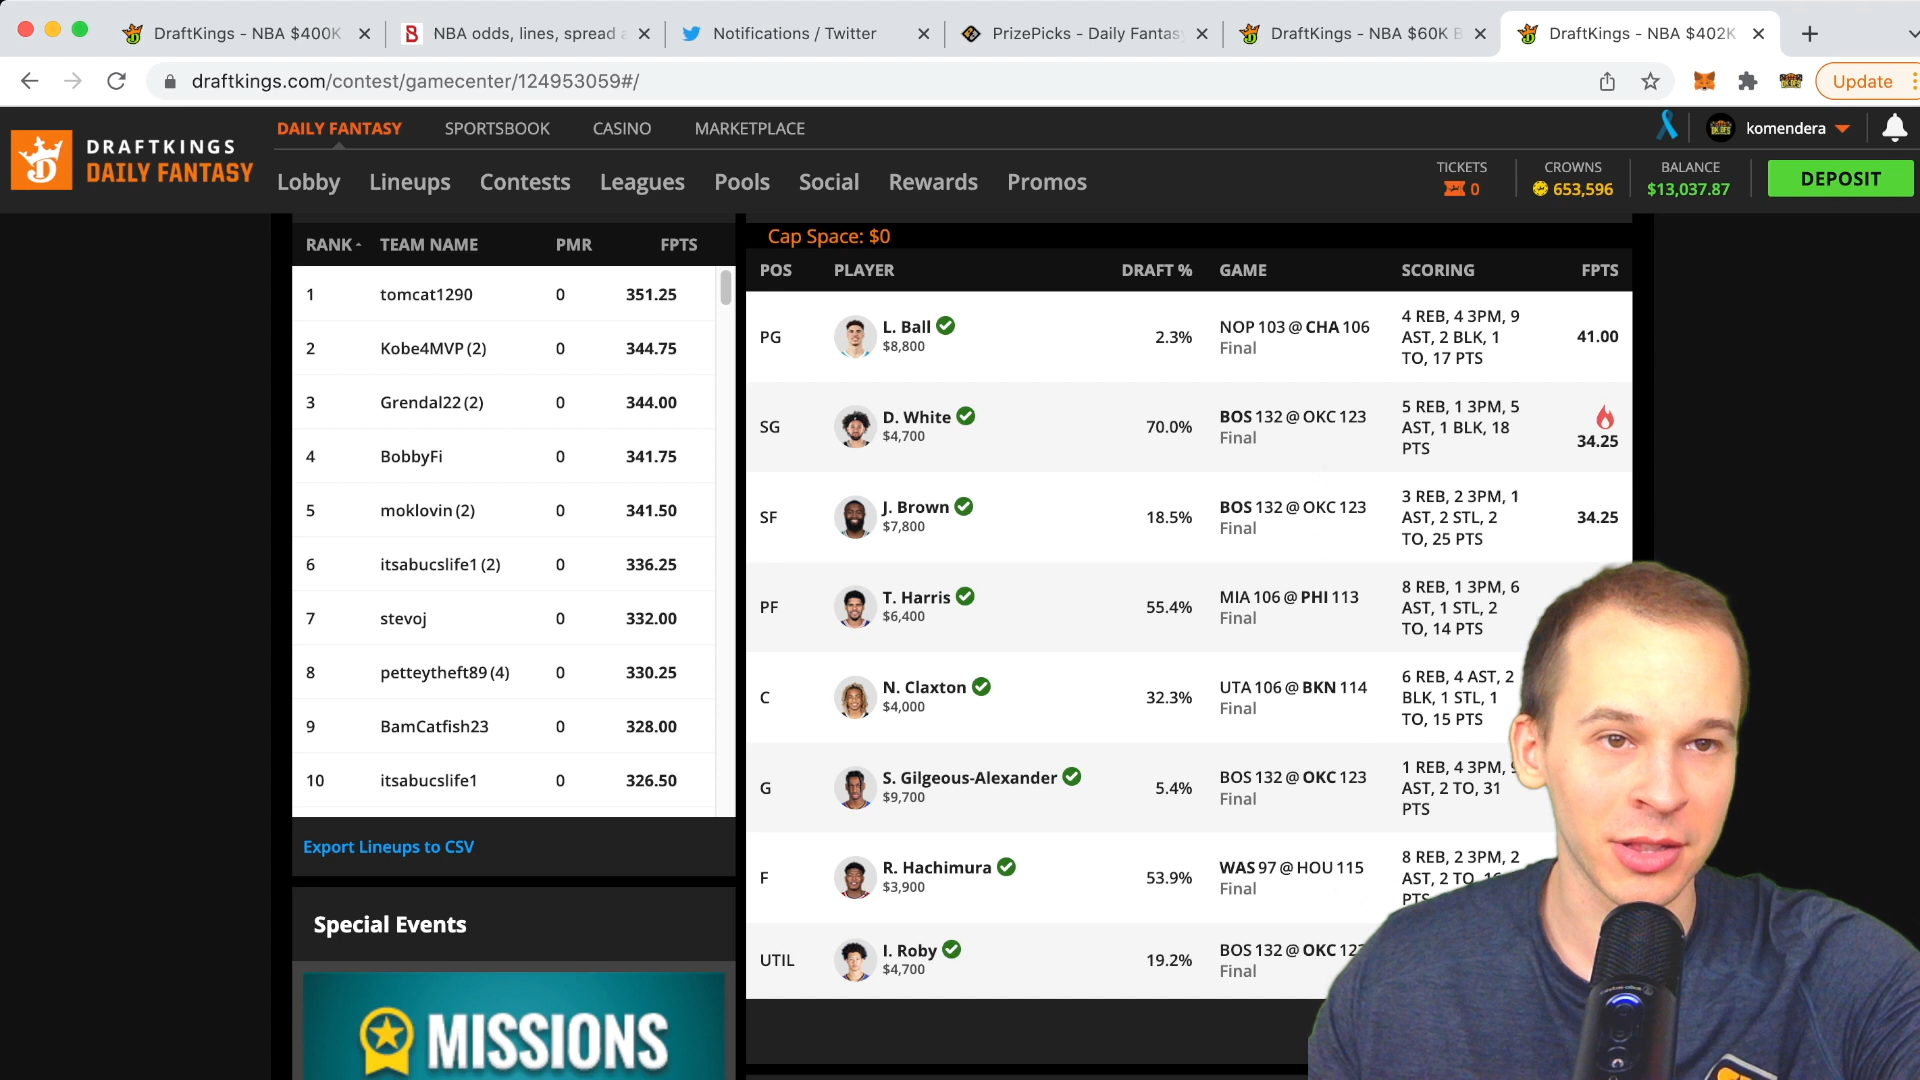 DraftKings - NBA $400K
NBA odds, lines, spread a
Notifications / Twitter
PrizePicks - Daily Fantasy
DraftKings - NBA $60K B
DraftKings - NBA $402K
draftkings.com/contest/gamecenter/124953059#/
Update
DRAFTKINGS
DAILY FANTASY
DAILY FANTASY
SPORTSBOOK
CASINO
MARKETPLACE
komendera
Lobby
Lineups
Contests
Leagues
Pools
Social
Rewards
Promos
TICKETS
0
CROWNS
653,596
BALANCE
$13,037.87
DEPOSIT
RANK TEAM NAME PMR FPTS
1 tomcat1290 0 351.25
2 Kobe4MVP (2) 0 344.75
3 Grendal22 (2) 0 344.00
4 BobbyFi 0 341.75
5 moklovin (2) 0 341.50
6 itsabucslife1 (2) 0 336.25
7 stevoj 0 332.00
8 petteytheft89 (4) 0 330.25
9 BamCatfish23 0 328.00
10 itsabucslife1 0 326.50
Export Lineups to CSV
Special Events
MISSIONS
Cap Space: $0
POS PLAYER DRAFT % GAME SCORING FPTS
PG L. Ball 2.3% NOP 103 @ CHA 106 4 REB, 4 3PM, 9
$8,800 Final AST, 2 BLK, 1 41.00
TO, 17 PTS
SG D. White 70.0% BOS 132 @ OKC 123 5 REB, 1 3PM, 5
$4,700 Final AST, 1 BLK, 18 34.25
PTS
SF J. Brown 18.5% BOS 132 @ OKC 123 3 REB, 2 3PM, 1
$7,800 Final AST, 2 STL, 2 34.25
TO, 25 PTS
PF T. Harris 55.4% MIA 106 @ PHI 113 8 REB, 1 3PM, 6
$6,400 Final AST, 1 STL, 2
TO, 14 PTS
C N. Claxton 32.3% UTA 106 @ BKN 114 6 REB, 4 AST, 2
$4,000 Final BLK, 1 STL, 1
TO, 15 PTS
G S. Gilgeous-Alexander 5.4% BOS 132 @ OKC 123 1 REB, 4 3PM,
$9,700 Final AST, 2 TO, 31
PTS
F R. Hachimura 53.9% WAS 97 @ HOU 115 8 REB, 2 3PM, 2
$3,900 Final AST, 2 TO,
PTS
UTIL I. Roby 19.2% BOS 132 @ OKC
$4,700 Final